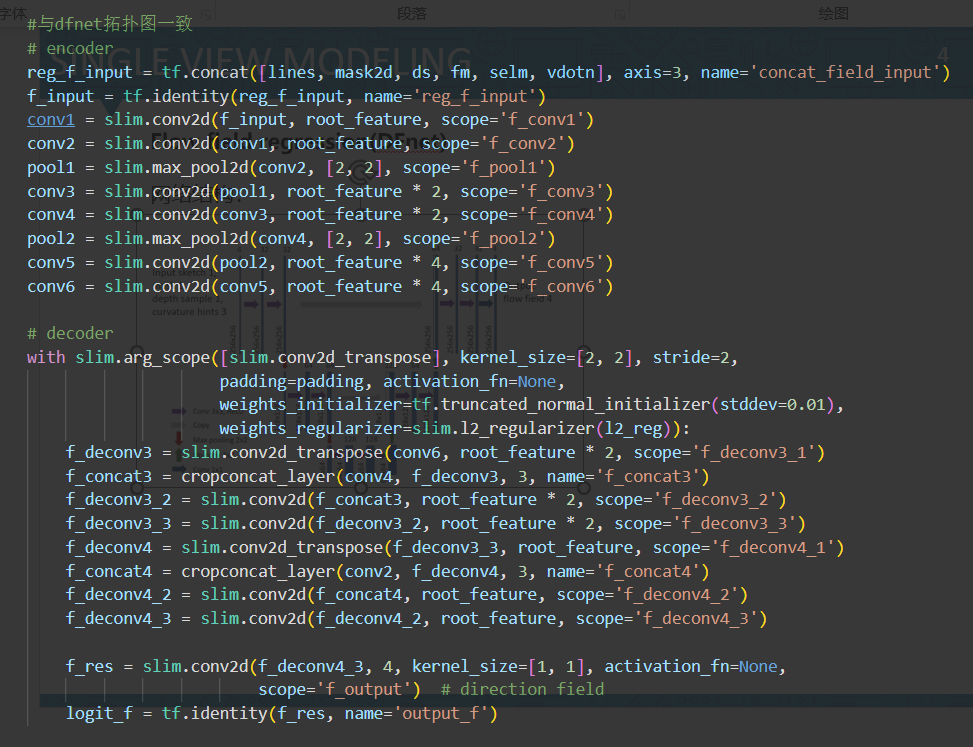 字体
段落
绘图
SINGLE VIEW MODELING
4
#与dfnet拓扑图一致
# encoder
reg_f_input = tf.concat([lines, mask2d, ds, fm, selm, vdotn], axis=3, name='concat_field_input')
f_input = tf.identity(reg_f_input, name='reg_f_input')
conv1 = slim.conv2d(f_input, root_feature, scope='f_conv1')
conv2 = slim.conv2d(conv1, root_feature, scope='f_conv2')
pool1 = slim.max_pool2d(conv2, [2, 2], scope='f_pool1')
conv3 = slim.conv2d(pool1, root_feature * 2, scope='f_conv3')
conv4 = slim.conv2d(conv3, root_feature * 2, scope='f_conv4')
pool2 = slim.max_pool2d(conv4, [2, 2], scope='f_pool2')
conv5 = slim.conv2d(pool2, root_feature * 4, scope='f_conv5')
conv6 = slim.conv2d(conv5, root_feature * 4, scope='f_conv6')
# decoder
with slim.arg_scope([slim.conv2d_transpose], kernel_size=[2, 2], stride=2,
padding=padding, activation_fn=None,
weights_initializer=tf.truncated_normal_initializer(stddev=0.01),
weights_regularizer=slim.l2_regularizer(l2_reg)):
f_deconv3 = slim.conv2d_transpose(conv6, root_feature * 2, scope='f_deconv3_1')
f_concat3 = cropconcat_layer(conv4, f_deconv3, 3, name='f_concat3')
f_deconv3_2 = slim.conv2d(f_concat3, root_feature * 2, scope='f_deconv3_2')
f_deconv3_3 = slim.conv2d(f_deconv3_2, root_feature * 2, scope='f_deconv3_3')
f_deconv4 = slim.conv2d_transpose(f_deconv3_3, root_feature, scope='f_deconv4_1')
f_concat4 = cropconcat_layer(conv2, f_deconv4, 3, name='f_concat4')
f_deconv4_2 = slim.conv2d(f_concat4, root_feature, scope='f_deconv4_2')
f_deconv4_3 = slim.conv2d(f_deconv4_2, root_feature, scope='f_deconv4_3')
f_res = slim.conv2d(f_deconv4_3, 4, kernel_size=[1, 1], activation_fn=None,
scope='f_output')  # direction field
logit_f = tf.identity(f_res, name='output_f')